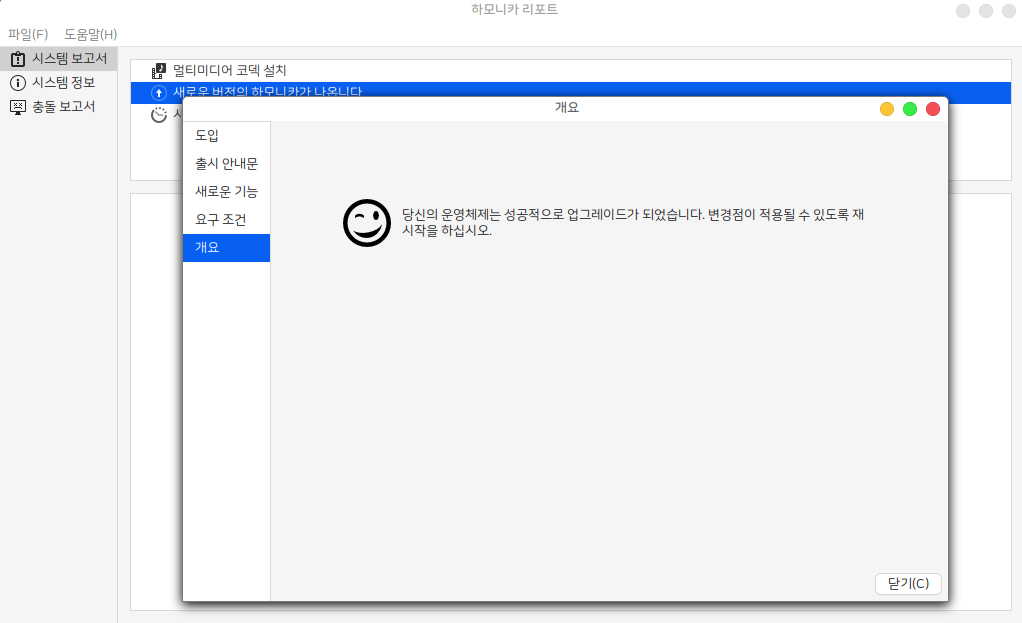 하모니카 리포트
파일(F) 도움말(H)
시스템 보고서
시스템 정보
충돌 보고서
멀티미디어 코덱 설치
새로운 버전의 하모니카가 나옵니다
개요
도입
출시 안내문
새로운 기능
요구 조건
개요
당신의 운영체제는 성공적으로 업그레이드가 되었습니다. 변경점이 적용될 수 있도록 재
시작을 하십시오.
닫기(C)